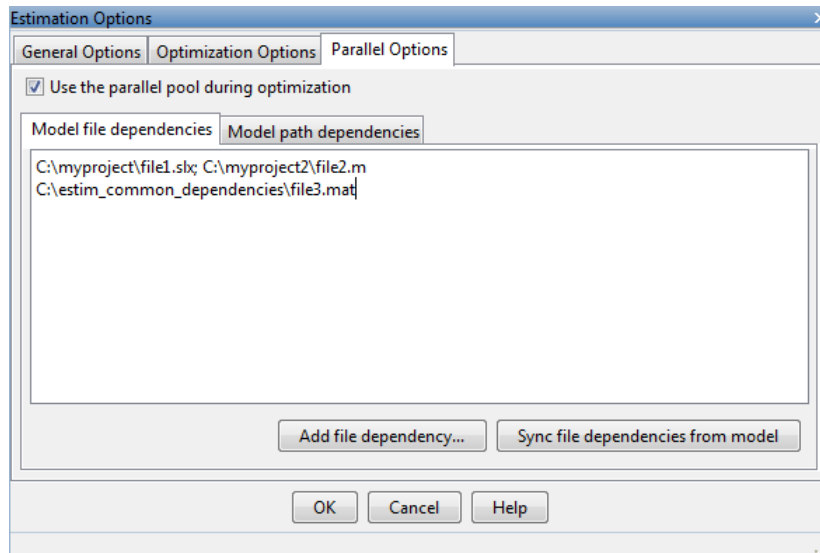 Estimation Options
General Options Optimization Options Parallel Options
Use the parallel pool during optimization
Model file dependencies Model path dependencies
C:\myproject\file1.slx; C:\myproject2\file2.m
C:\estim_common_dependencies\file3.mat
Add file dependency... Sync file dependencies from model
OK Cancel Help